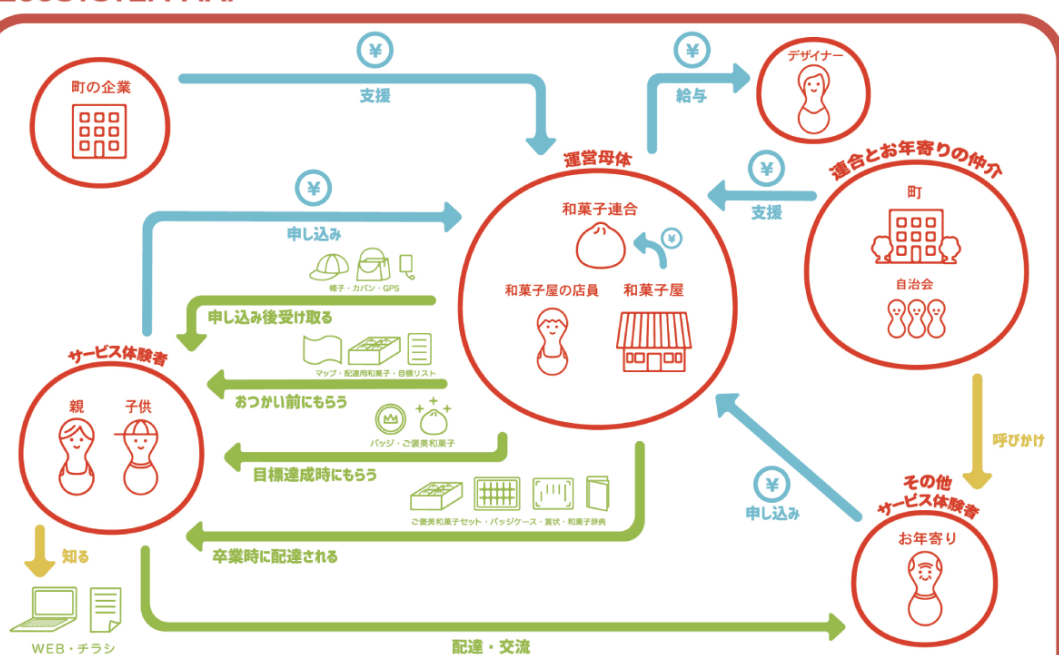 ECOSYSTEM MAP
町の企業
¥
支援
¥
給与
デザイナー
運営母体
和菓子連合
¥
和菓子屋の店員
和菓子屋
¥
支援
連合とお年寄りの仲介
町
自治会
¥
申し込み
帽子・カバン・GPS
申し込み後受け取る
マップ・配達用和菓子・目標リスト
おつかい前にもらう
バッジ・ご褒美和菓子
目標達成時にもらう
ご褒美和菓子セット・バッジケース・賞状・和菓子辞典
卒業時に配達される
サービス体験者
親
子供
知る
WEB・チラシ
配達・交流
¥
申し込み
呼びかけ
その他
サービス体験者
お年寄り